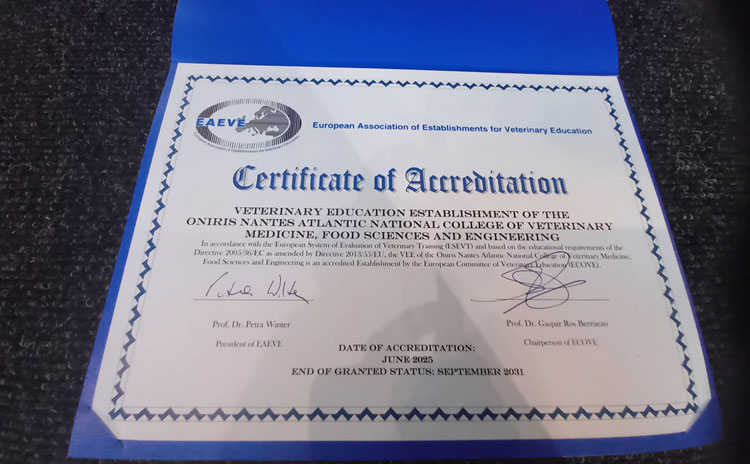 EAEVE
European Association of Establishments for Veterinary Education
Certificate of Accreditation
VETERINARY EDUCATION ESTABLISHMENT OF THE
ONIRIS NANTES ATLANTIC NATIONAL COLLEGE OF VETERINARY
MEDICINE, FOOD SCIENCES AND ENGINEERING
In accordance with the European System of Evaluation of Veterinary Training (ESEVT) and based on the educational requirements of the
Directive 2005/36/EC as amended by Directive 2013/55/EU, the VEE of the Oniris Nantes Atlantic National College of Veterinary Medicine,
Food Sciences and Engineering is an accredited Establishment by the European Committee of Veterinary Education (ECOVE).
Prof. Dr. Petra Winter
President of EAEVE
Prof. Dr. Gaspar Ros Berruezo
Chairperson of ECOVE
DATE OF ACCREDITATION:
JUNE 2025
END OF GRANTED STATUS: SEPTEMBER 2031